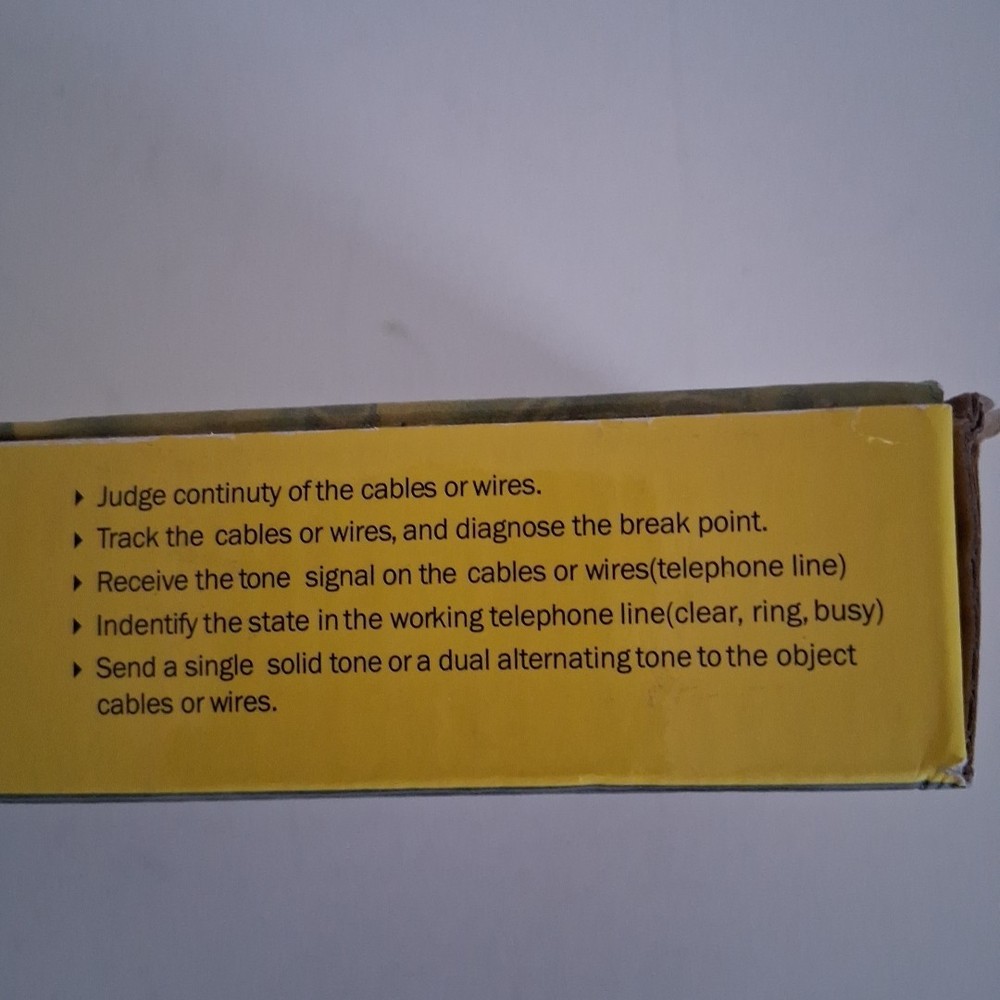 Judge continuty of the cables or wires.
Track the cables or wires, and diagnose the break point.
Receive the tone signal on the cables or wires(telephone line)
Indentify the state in the working telephone line(clear, ring, busy)
Send a single solid tone or a dual alternating tone to the object
cables or wires.